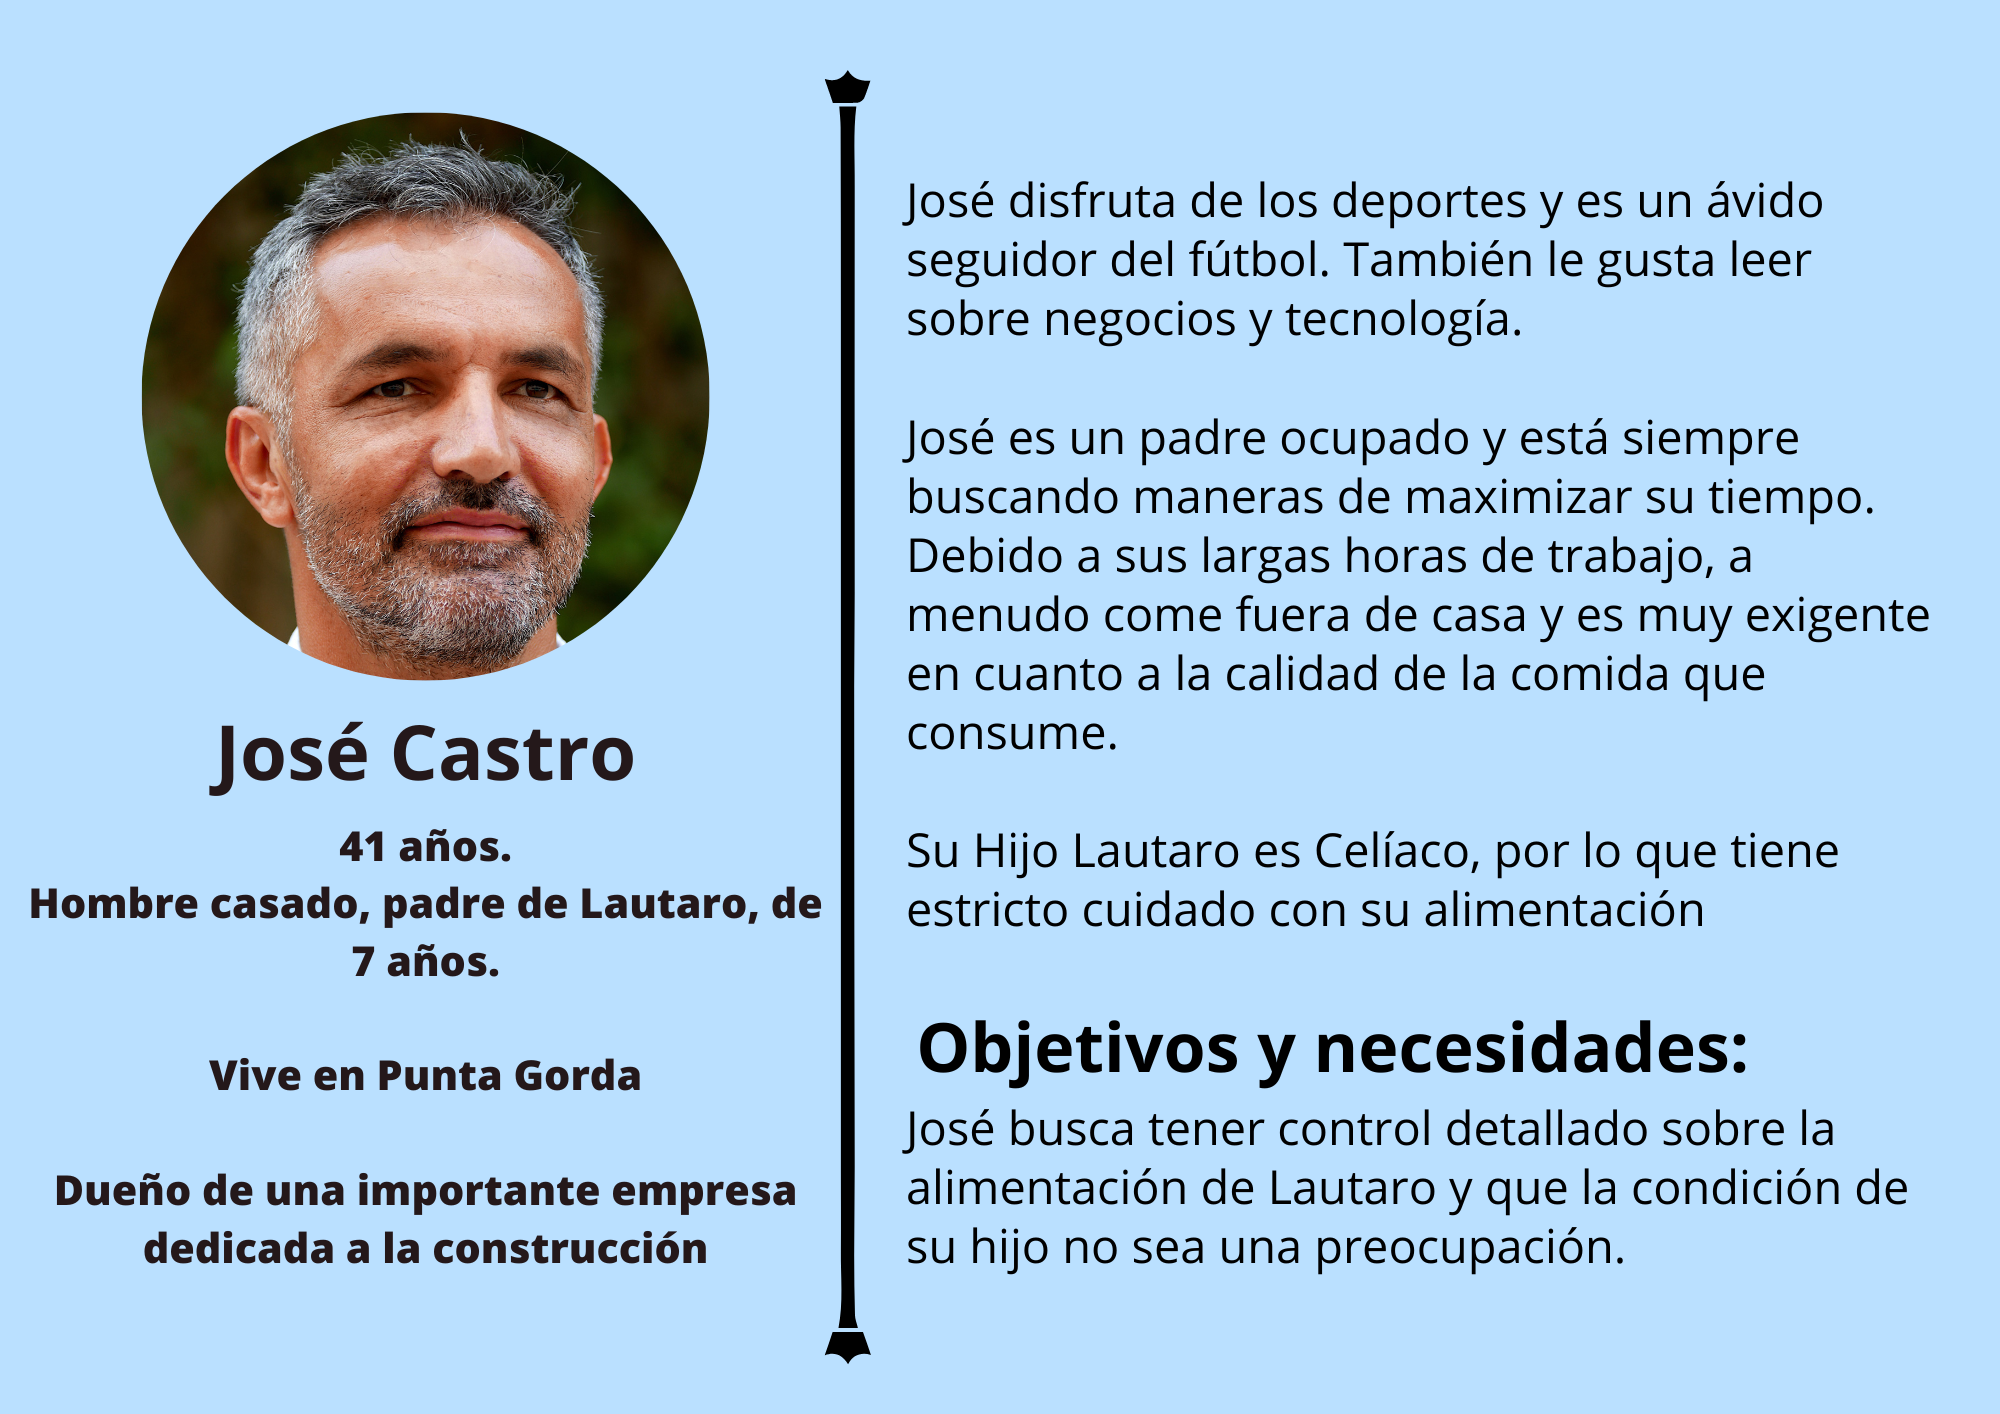 José Castro
41 años.
Hombre casado, padre de Lautaro, de
7 años.
Vive en Punta Gorda
Dueño de una importante empresa
dedicada a la construcción
José disfruta de los deportes y es un ávido
seguidor del fútbol. También le gusta leer
sobre negocios y tecnología.
José es un padre ocupado y está siempre
buscando maneras de maximizar su tiempo.
Debido a sus largas horas de trabajo, a
menudo come fuera de casa y es muy exigente
en cuanto a la calidad de la comida que
consume.
Su Hijo Lautaro es Celíaco, por lo que tiene
estricto cuidado con su alimentación
Objetivos y necesidades:
José busca tener control detallado sobre la
alimentación de Lautaro y que la condición de
su hijo no sea una preocupación.